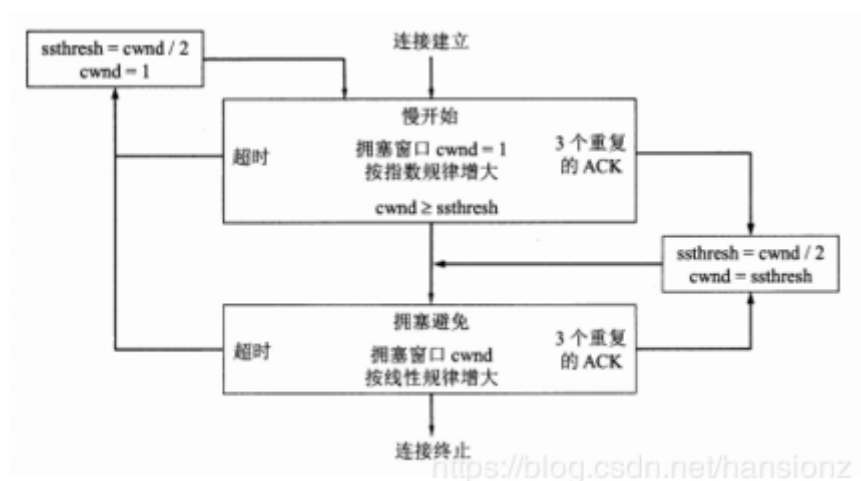 连接建立
ssthresh = cwnd / 2
cwnd = 1
慢开始
超时
拥塞窗口 cwnd = 1
按指数规律增大
3 个重复
的 ACK
cwnd ≥ ssthresh
ssthresh = cwnd / 2
cwnd = ssthresh
拥塞避免
超时
拥塞窗口 cwnd
按线性规律增大
3 个重复
的 ACK
连接终止
https://blog.csdn.net/hansionz